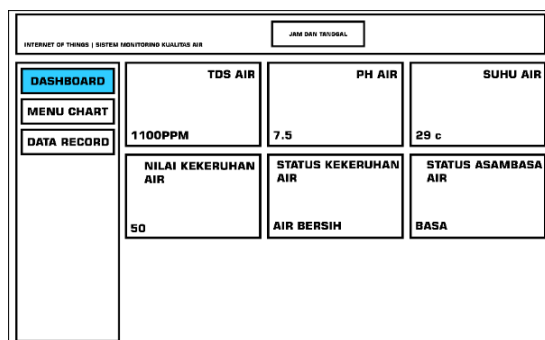 JAM DAN TANGGAL
INTERNET OF THINGS | SISTEM MONITORING KUALITAS AIR
DASHBOARD
MENU CHART
DATA RECORD
TDS AIR
1100PPM
PH AIR
7.5
SUHU AIR
29 c
NILAI KEKERUHAN
AIR
50
STATUS KEKERUHAN
AIR
AIR BERSIH
STATUS ASAMBASA
AIR
BASA